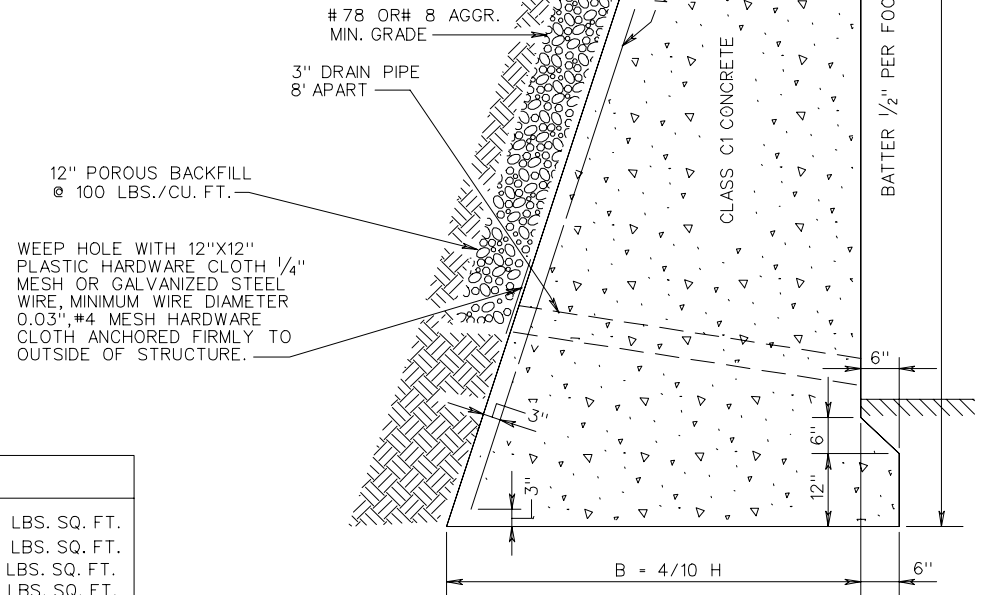 #78 OR# 8 AGGR.
MIN. GRADE
3" DRAIN PIPE
8' APART
12" POROUS BACKFILL
@ 100 LBS./CU. FT.
WEEP HOLE WITH 12"X12"
PLASTIC HARDWARE CLOTH 1/4"
MESH OR GALVANIZED STEEL
WIRE, MINIMUM WIRE DIAMETER
0.03", #4 MESH HARDWARE
CLOTH ANCHORED FIRMLY TO
OUTSIDE OF STRUCTURE.
CLASS C1 CONCRETE
BATTER 1/2" PER FOO
6"
3"
6"
3"
12"
LBS. SQ. FT.
LBS. SQ. FT.
LBS. SQ. FT.
LBS. SQ. FT.
B = 4/10 H
6"